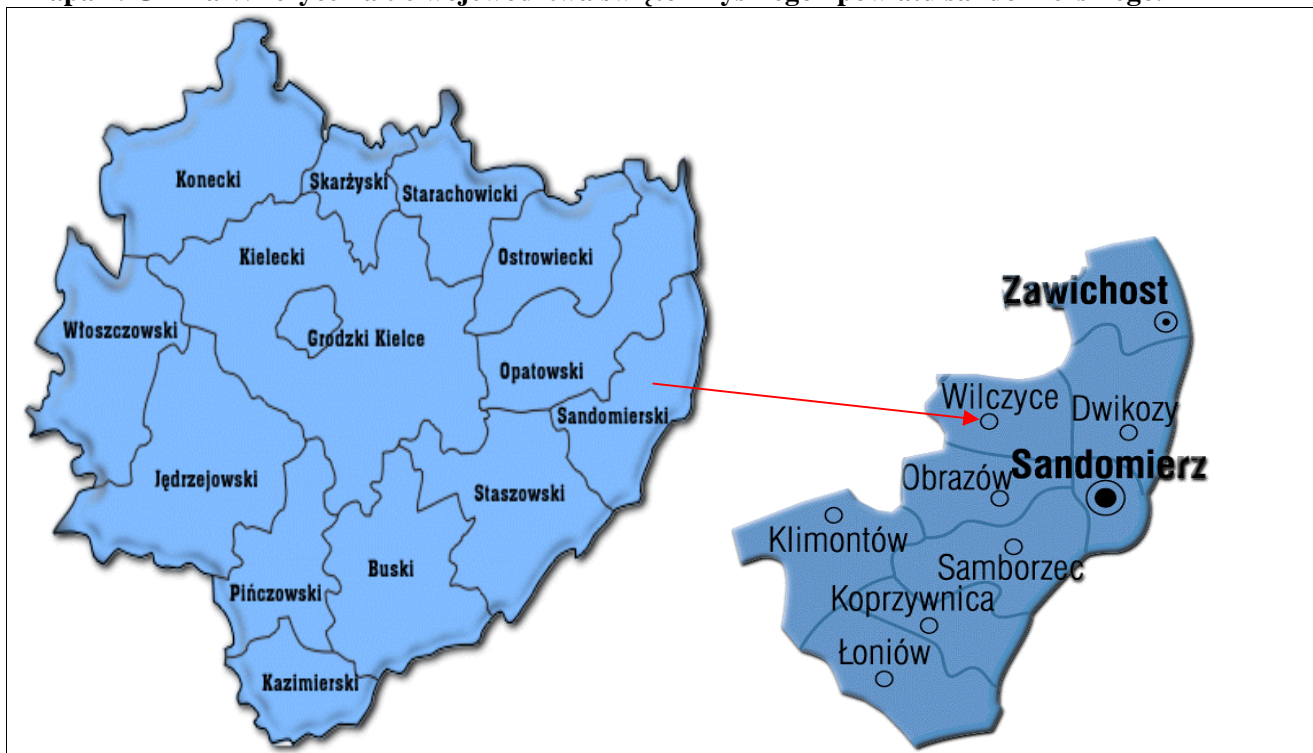 Konecki
Skarżyski
Starachowicki
Kielecki
Ostrowiecki
Włoszczowski
Grodzki Kielce
Opatowski
Sandomierski
Jędrzejowski
Staszowski
Buski
Pińczowski
Kazimierski
Zawichost
Wilczyce
Dwikozy
Sandomierz
Obrazów
Klimontów
Samborzec
Koprzywnica
Łoniów